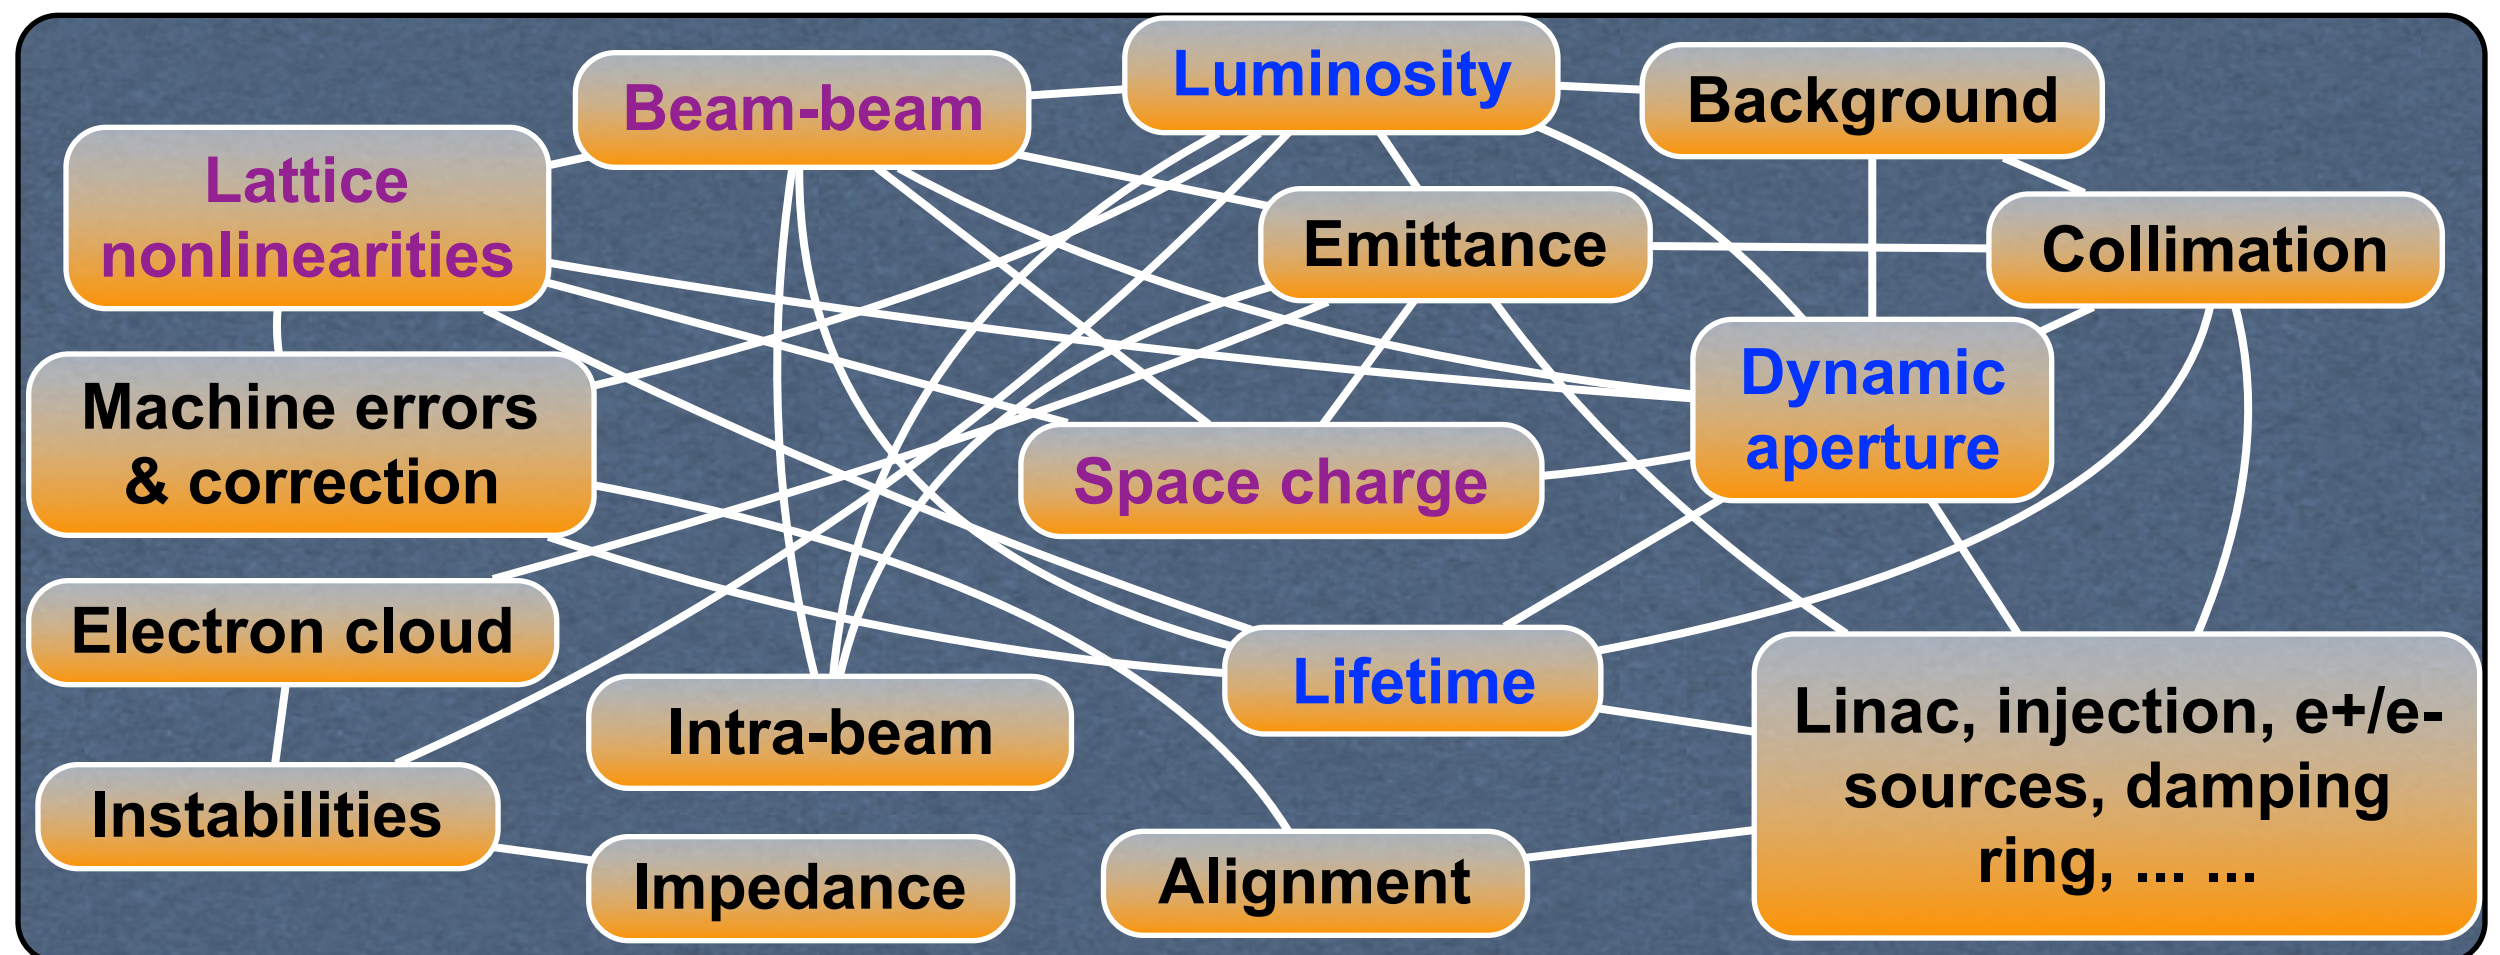 Luminosity
Background
Beam-beam
Lattice
nonlinearities
Emittance
Collimation
Dynamic
aperture
Machine errors
& correction
Space charge
Electron cloud
Lifetime
Intra-beam
Linac, injection, e+/e-
sources, damping
ring, ... ...
Instabilities
Impedance
Alignment